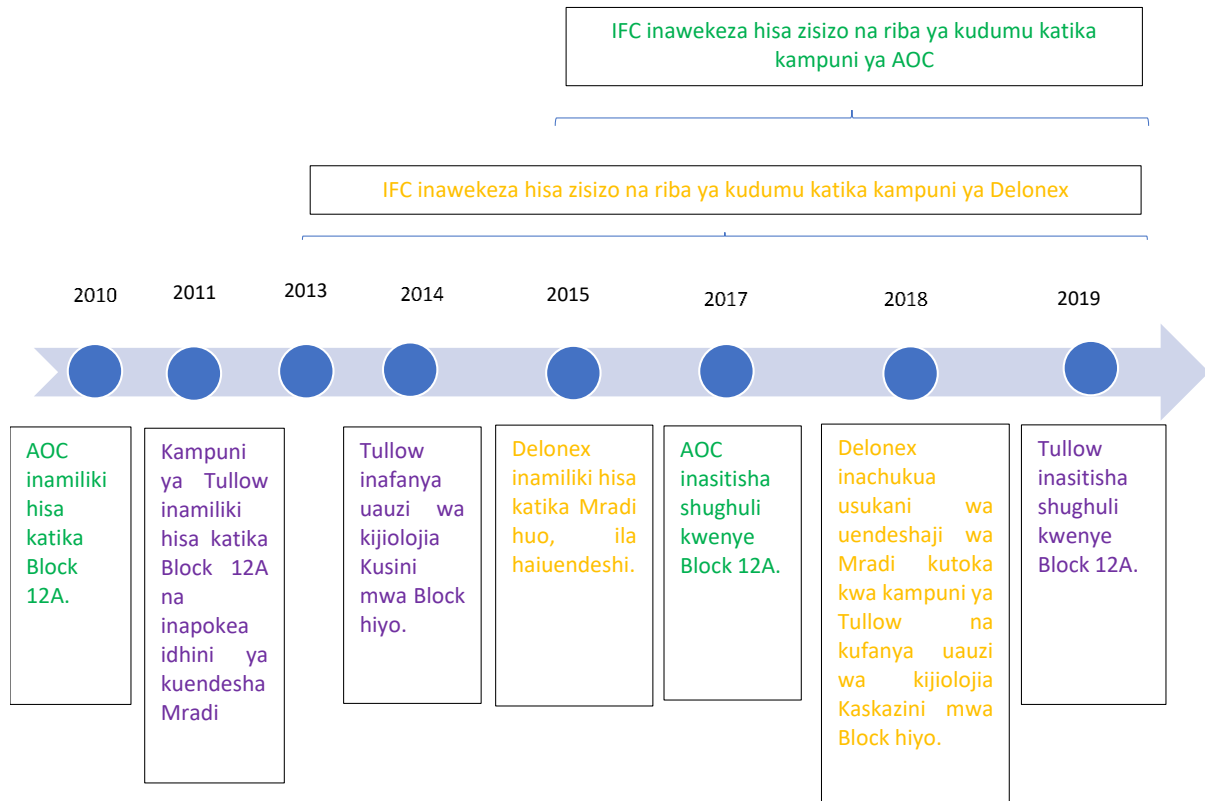 IFC inawekeza hisa zisizo na riba ya kudumu katika
kampuni ya AOC
IFC inawekeza hisa zisizo na riba ya kudumu katika kampuni ya Delonex
2010
2011
2013
2014
2015
2017
2018
2019
AOC
inamiliki
hisa
katika
Block
12A.
Kampuni
ya Tullow
inamiliki
hisa katika
Block 12A
na
inapokea
idhini ya
kuendesha
Mradi
Tullow
inafanya
uauzi wa
kijiolojia
Kusini
mwa Block
hiyo.
Delonex
inamiliki hisa
katika Mradi
huo, ila
haiuendeshi.
AOC
inasitisha
shughuli
kwenye
Block 12A.
Delonex
inachukua
usukani wa
uendeshaji wa
Mradi kutoka
kwa kampuni ya
Tullow na
kufanya uauzi
wa kijiolojia
Kaskazini mwa
Block hiyo.
Tullow
inasitisha
shughuli
kwenye
Block 12A.